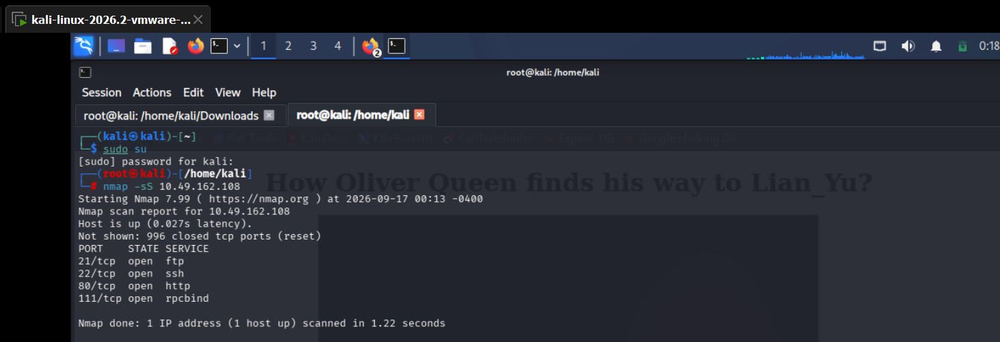 kali-linux-2026.2-vmware-...
1 2 3 4 2 0:18
root@kali: /home/kali
Session Actions Edit View Help
root@kali: /home/kali/Downloads root@kali: /home/kali
Kali Tools Kali Docs Kali Forums Kali NetHunter Exploit-DB Google Hacking DB
┌──(kali㉿kali)-[~]
└─$ sudo su
[sudo] password for kali:
┌──(root㉿kali)-[/home/kali]
└─# nmap -sS 10.49.162.108
How Oliver Queen finds his way to Lian_Yu?
Starting Nmap 7.99 ( https://nmap.org ) at 2026-09-17 00:13 -0400
Nmap scan report for 10.49.162.108
Host is up (0.027s latency).
Not shown: 996 closed tcp ports (reset)
PORT    STATE SERVICE
21/tcp  open  ftp
22/tcp  open  ssh
80/tcp  open  http
111/tcp open  rpcbind
Nmap done: 1 IP address (1 host up) scanned in 1.22 seconds